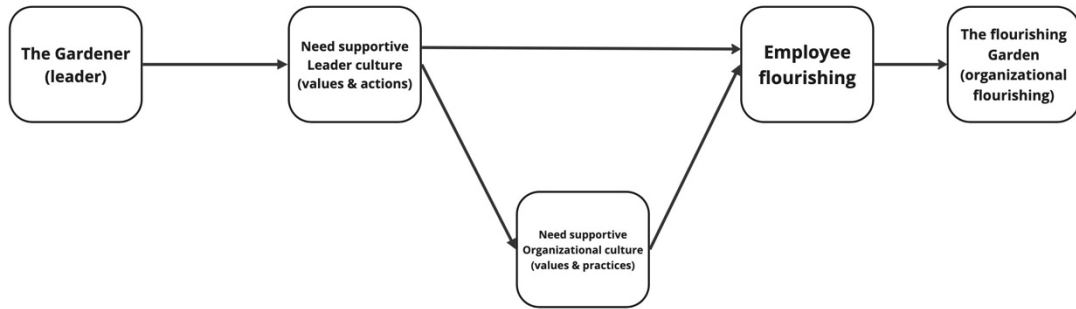 The Gardener
(leader)
Need supportive
Leader culture
(values & actions)
Employee
flourishing
The flourishing
Garden
(organizational
flourishing)
Need supportive
Organizational culture
(values & practices)